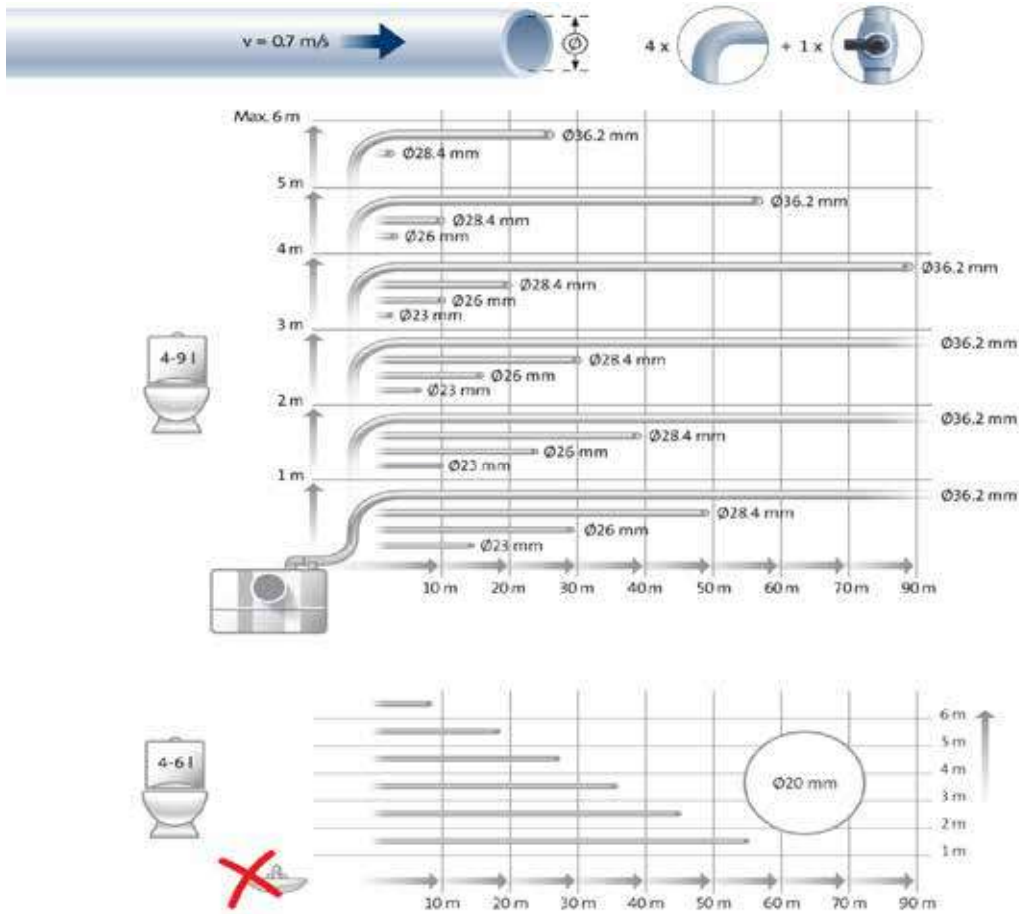 v = 0.7 m/s
Ø
4 x
+ 1 x
Max. 6 m
Ø36.2 mm
Ø28.4 mm
5 m
Ø36.2 mm
Ø28.4 mm
Ø26 mm
4 m
Ø36.2 mm
Ø28.4 mm
Ø26 mm
Ø23 mm
3 m
4-9 l
Ø36.2 mm
Ø28.4 mm
Ø26 mm
Ø23 mm
2 m
Ø36.2 mm
Ø28.4 mm
Ø26 mm
Ø23 mm
1 m
Ø36.2 mm
Ø28.4 mm
Ø26 mm
Ø23 mm
10 m 20 m 30 m 40 m 50 m 60 m 70 m 90 m
6 m
5 m
4-6 l
4 m
Ø20 mm
3 m
2 m
1 m
10 m 20 m 30 m 40 m 50 m 60 m 70 m 90 m